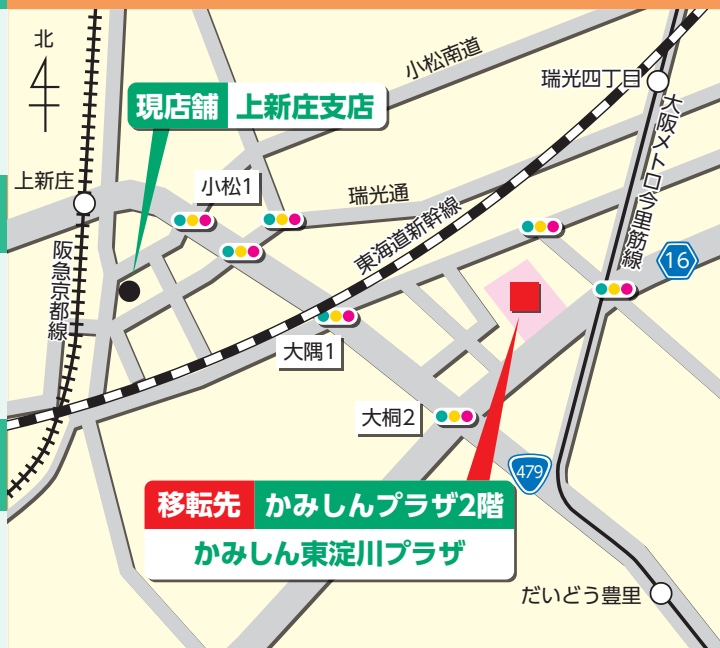 北
小松南道
瑞光四丁目
大阪メトロ今里筋線
現店舗 上新庄支店
上新庄
小松1
瑞光通
東海道新幹線
阪急京都線
16
大隅1
大桐2
479
移転先 かみしんプラザ2階
かみしん東淀川プラザ
だいどう豊里